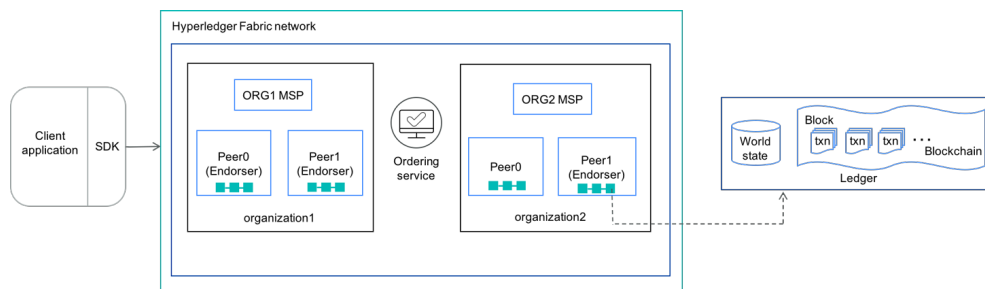 Hyperledger Fabric network
Client
application
SDK
ORG1 MSP
Peer0
(Endorser)
Peer1
(Endorser)
organization1
Ordering
service
ORG2 MSP
Peer0
Peer1
(Endorser)
organization2
World
state
Block
txn
txn
txn
...
Blockchain
Ledger